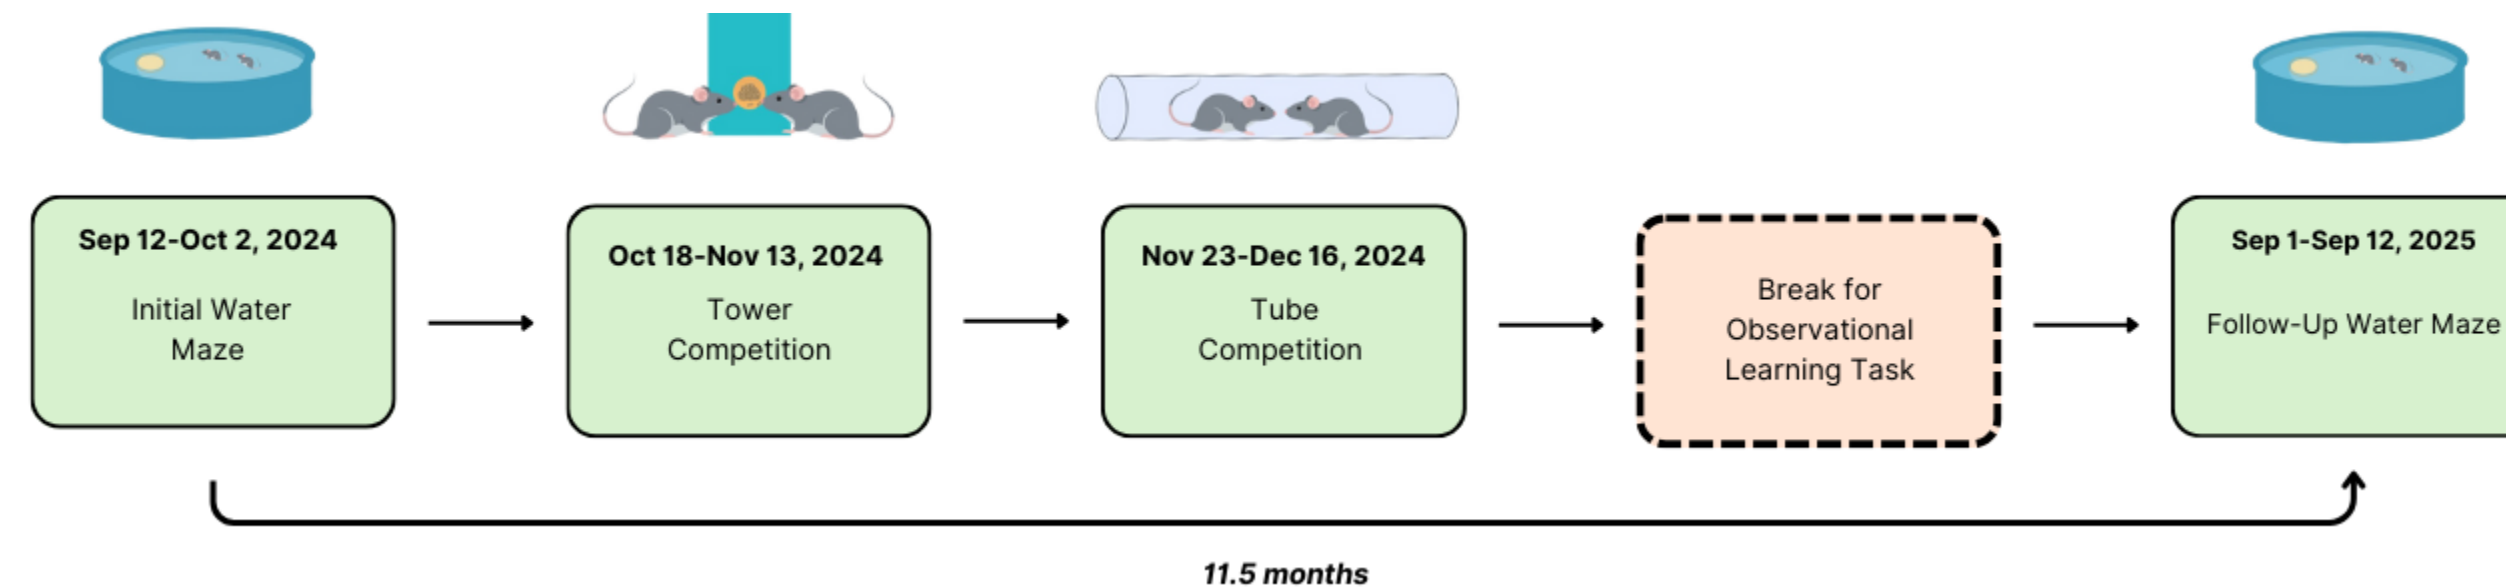 Sep 12-Oct 2, 2024
Initial Water
Maze
Oct 18-Nov 13, 2024
Tower
Competition
Nov 23-Dec 16, 2024
Tube
Competition
Break for
Observational
Learning Task
Sep 1-Sep 12, 2025
Follow-Up Water Maze
11.5 months